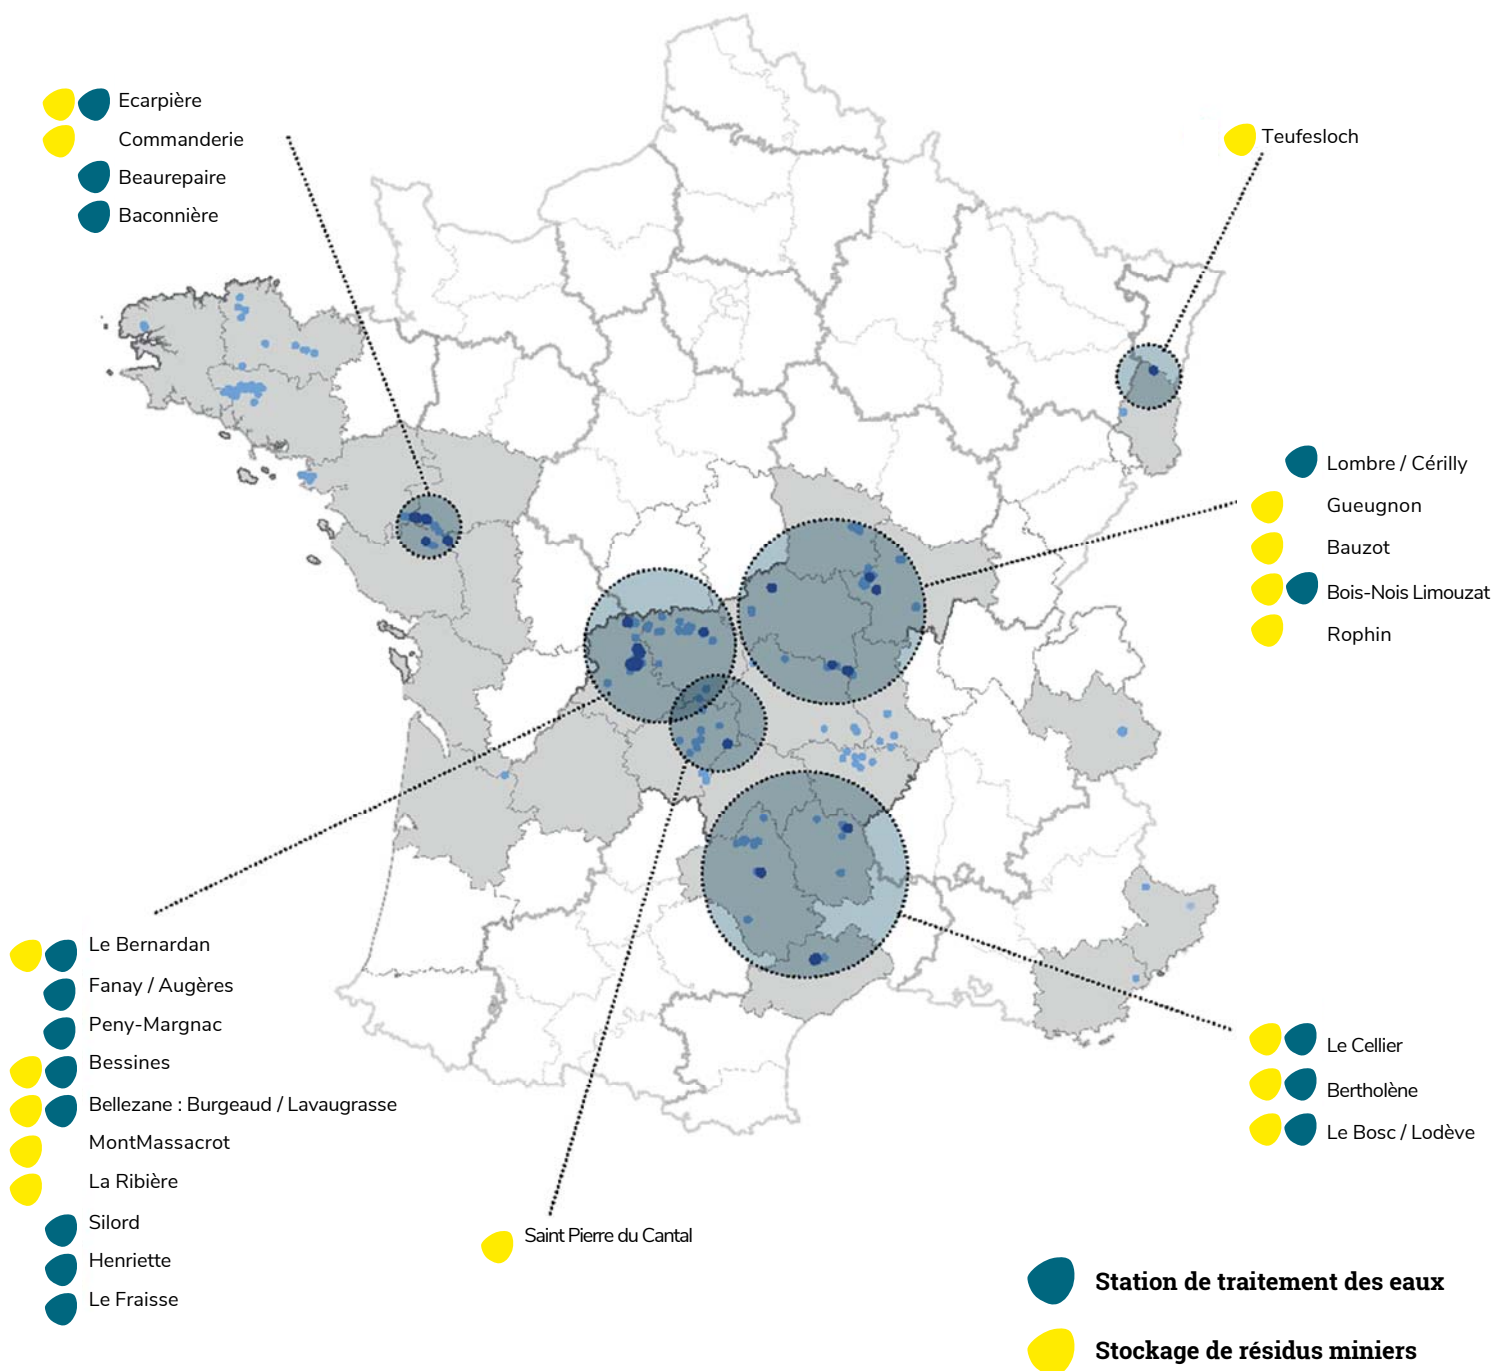 Ecarpière
Commanderie
Beaurepaire
Baconnière
Teufesloch
Lombre / Cérilly
Gueugnon
Bauzot
Bois-Nois Limouzat
Rophin
Le Bernardan
Fanay / Augères
Peny-Margnac
Bessines
Bellezane : Burgeaud / Lavaugrasse
MontMassacrot
La Ribière
Silord
Henriette
Le Fraisse
Saint Pierre du Cantal
Le Cellier
Bertholène
Le Bosc / Lodève
Station de traitement des eaux
Stockage de résidus miniers